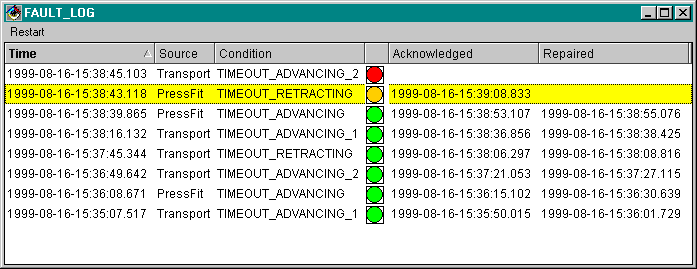 FAULT_LOG
Restart
Time Source Condition Acknowledged Repaired
1999-08-16-15:38:45.103 Transport TIMEOUT_ADVANCING_2
1999-08-16-15:38:43.118 PressFit TIMEOUT_RETRACTING 1999-08-16-15:39:08.833
1999-08-16-15:38:39.865 PressFit TIMEOUT_ADVANCING 1999-08-16-15:38:53.107 1999-08-16-15:38:55.076
1999-08-16-15:38:16.132 Transport TIMEOUT_ADVANCING_1 1999-08-16-15:38:36.856 1999-08-16-15:38:38.425
1999-08-16-15:37:45.344 Transport TIMEOUT_RETRACTING 1999-08-16-15:38:06.297 1999-08-16-15:38:08.816
1999-08-16-15:36:49.642 Transport TIMEOUT_ADVANCING_2 1999-08-16-15:37:21.053 1999-08-16-15:37:27.115
1999-08-16-15:36:08.671 PressFit TIMEOUT_ADVANCING 1999-08-16-15:36:15.102 1999-08-16-15:36:30.639
1999-08-16-15:35:07.517 Transport TIMEOUT_ADVANCING_1 1999-08-16-15:35:50.015 1999-08-16-15:36:01.729